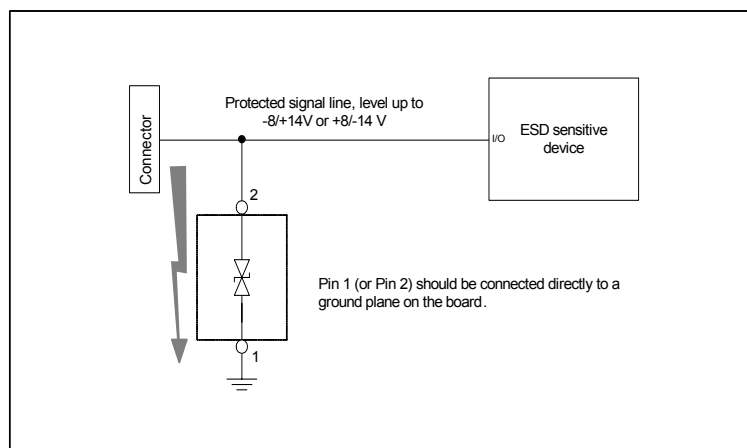 Protected signal line, level up to
-8/+14V or +8/-14 V
Connector
I/O
ESD sensitive
device
2
Pin 1 (or Pin 2) should be connected directly to a
ground plane on the board.
1